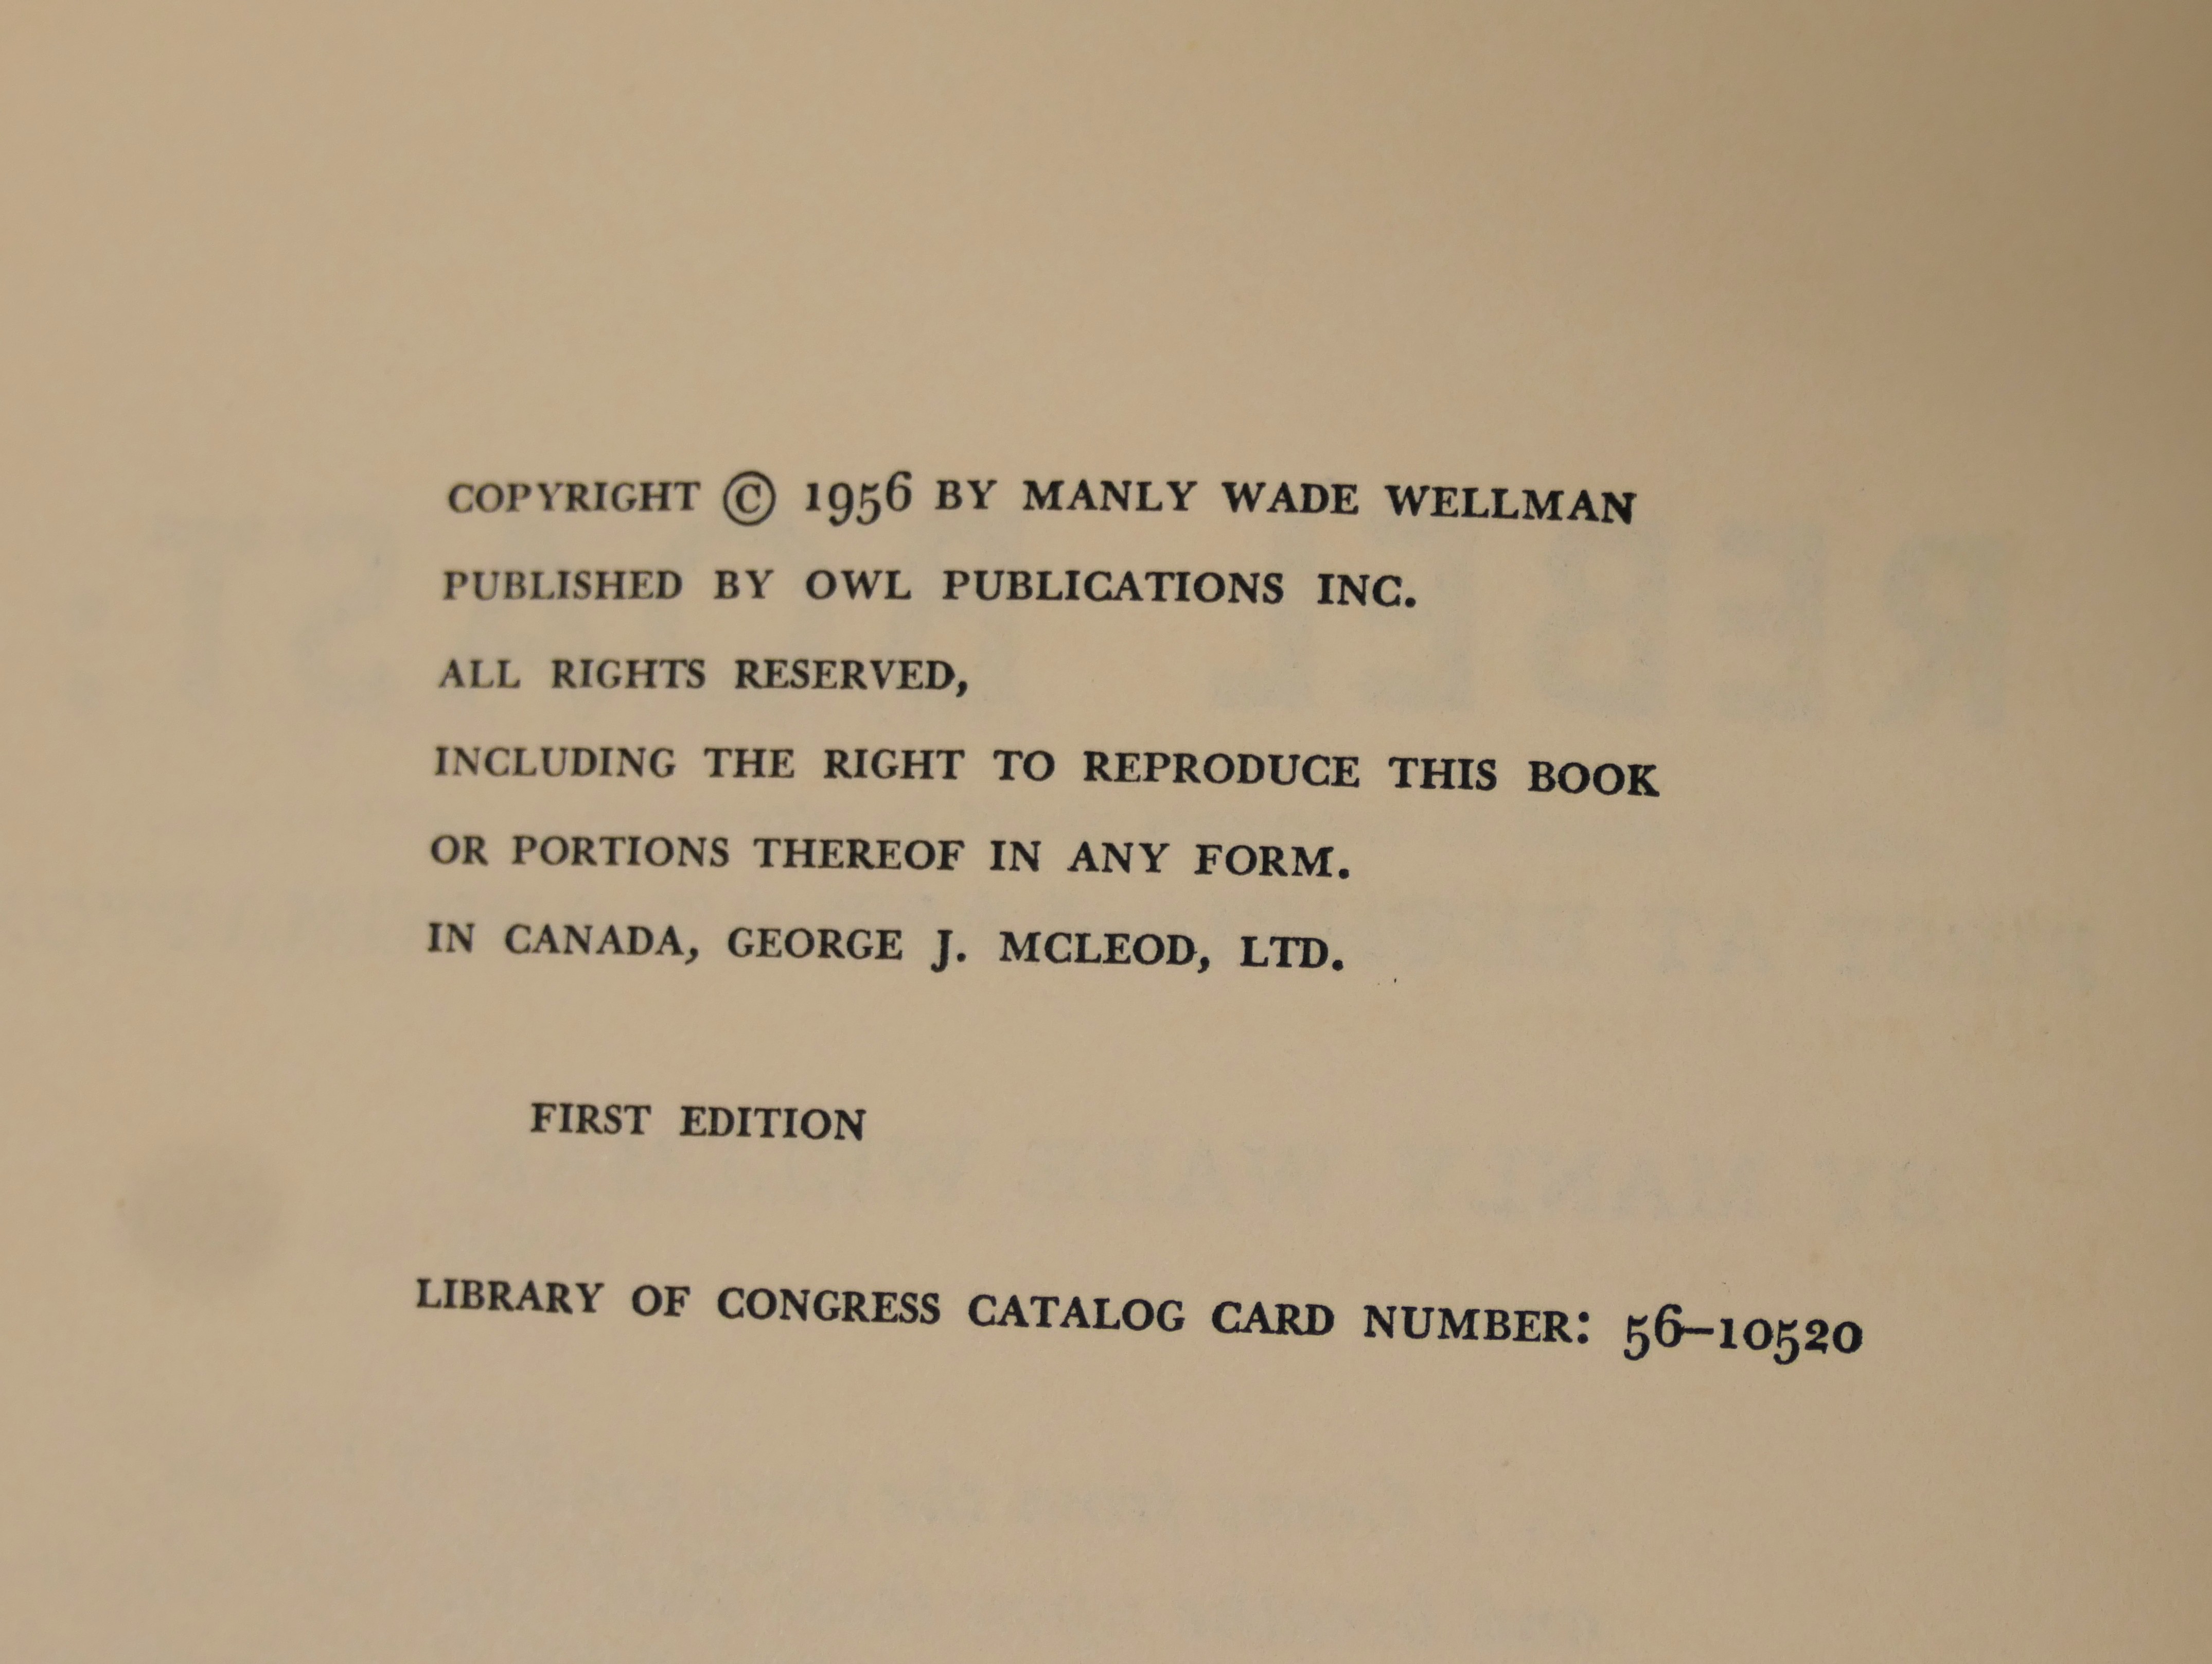 COPYRIGHT © 1956 BY MANLY WADE WELLMAN
PUBLISHED BY OWL PUBLICATIONS INC.
ALL RIGHTS RESERVED,
INCLUDING THE RIGHT TO REPRODUCE THIS BOOK
OR PORTIONS THEREOF IN ANY FORM.
IN CANADA, GEORGE J. MCLEOD, LTD.
FIRST EDITION
LIBRARY OF CONGRESS CATALOG CARD NUMBER: 56–10520